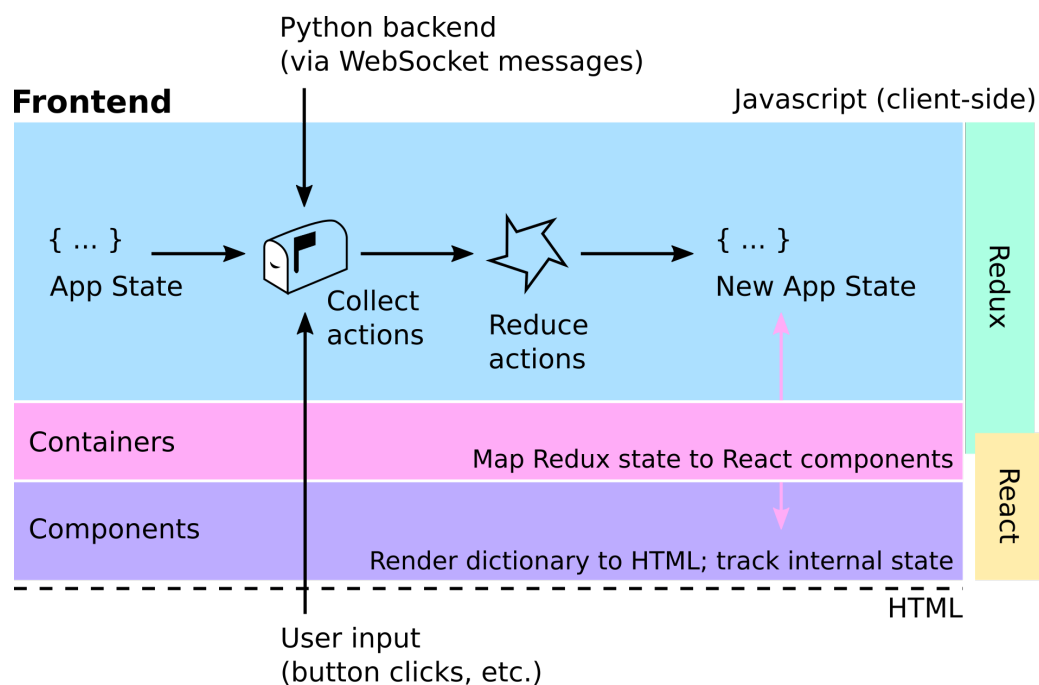 Python backend
(via WebSocket messages)
Frontend
Javascript (client-side)
{ ... }
App State
Collect
actions
Reduce
actions
{ ... }
New App State
Redux
Containers
Map Redux state to React components
React
Components
Render dictionary to HTML; track internal state
HTML
User input
(button clicks, etc.)